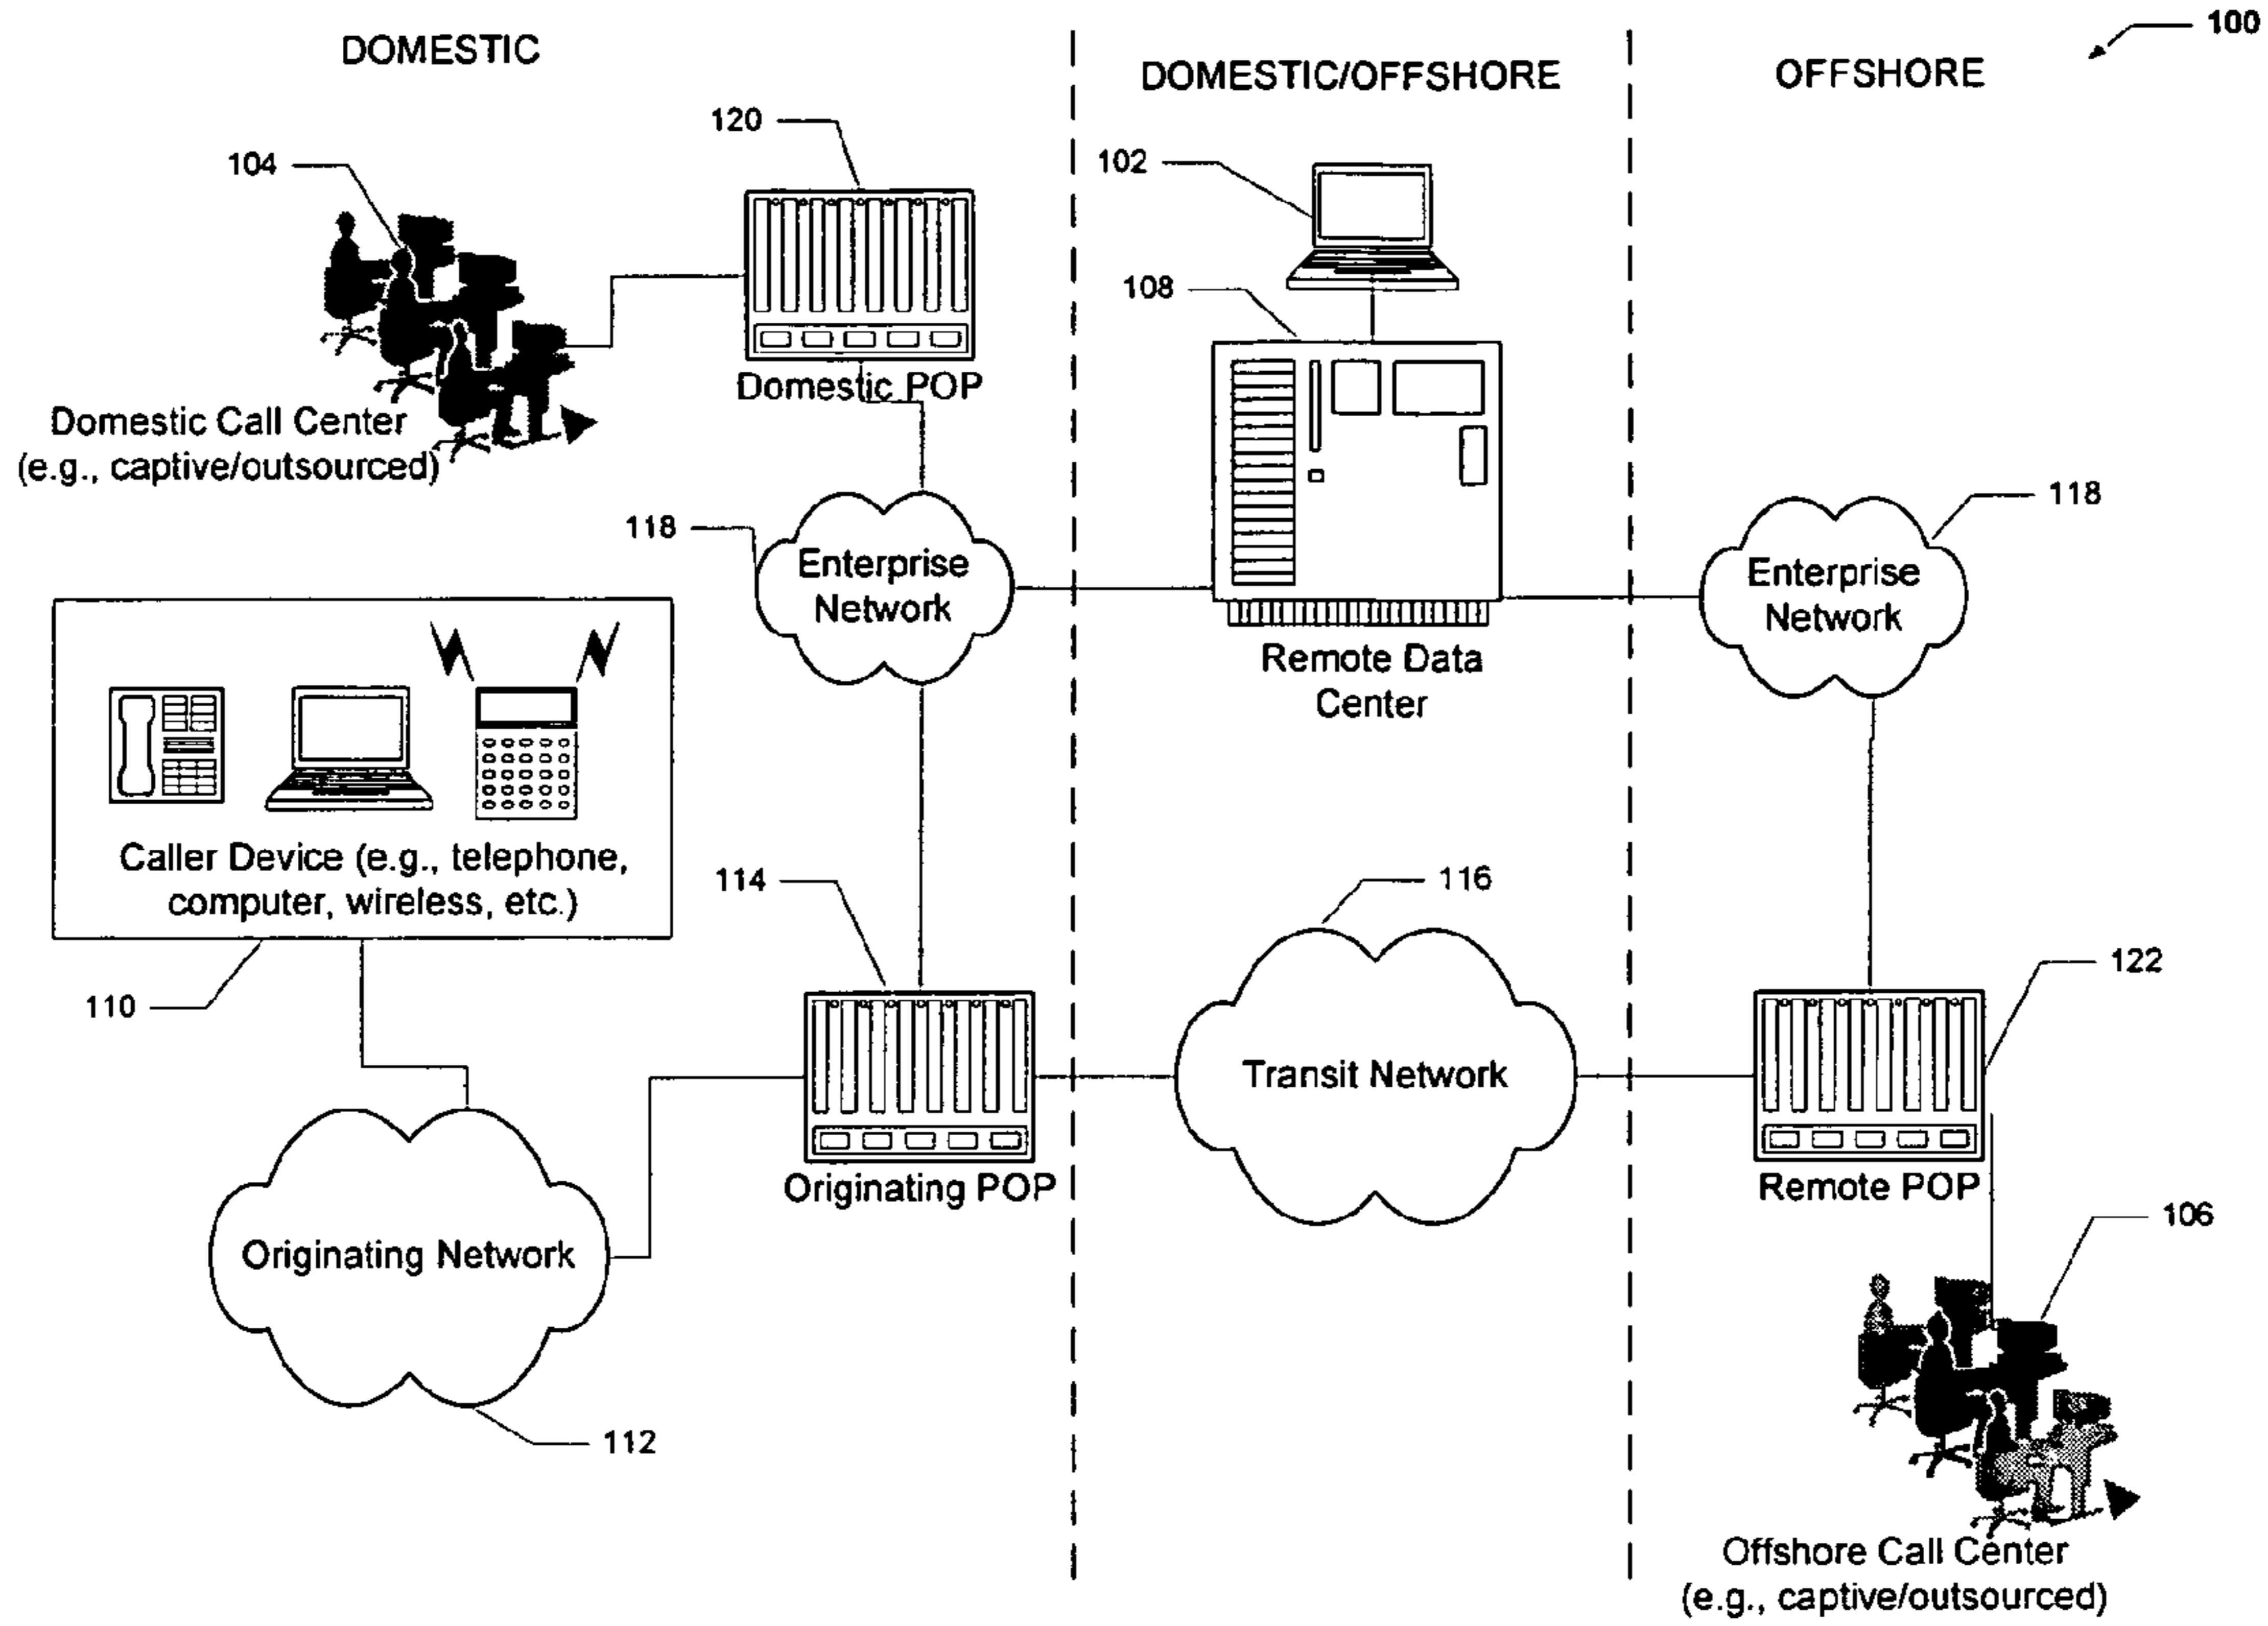 100
DOMESTIC
DOMESTIC/OFFSHORE
OFFSHORE
120
104
102
108
Domestic POP
Domestic Call Center
(e.g., captive/outsourced)
118
Enterprise
Network
118
Enterprise
Network
Remote Data
Center
Caller Device (e.g., telephone,
computer, wireless, etc.)
110
114
116
122
Transit Network
Originating POP
Remote POP
106
Originating Network
112
Offshore Call Center
(e.g., captive/outsourced)